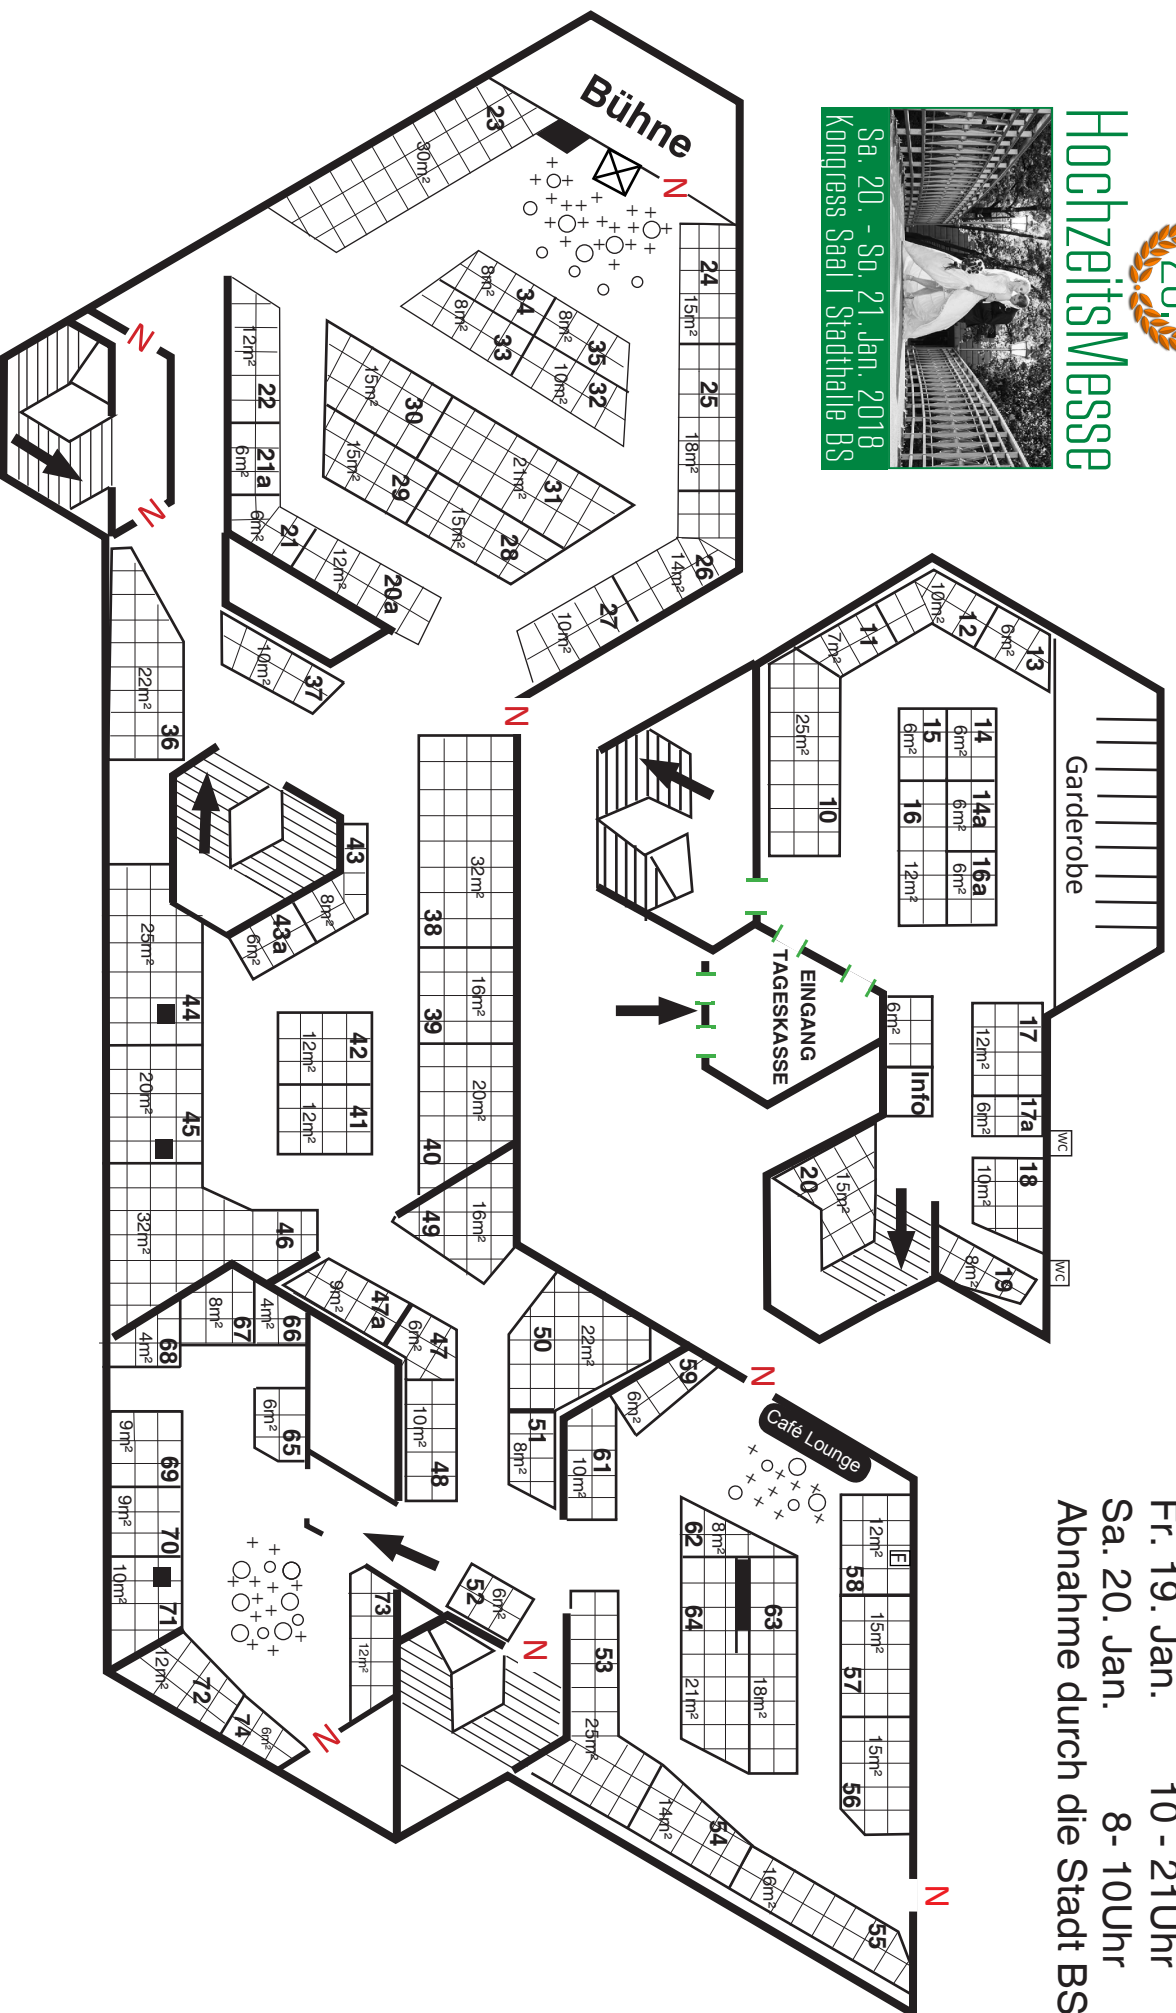 20.
HochzeitsMesse
Sa. 20. - So. 21.Jan. 2018
Kongress Saal | Stadthalle BS
Fr. 19. Jan. 10 - 21Uhr
Sa. 20. Jan. 8- 10Uhr
Abnahme durch die Stadt BS
Garderobe
13 6m²
12 10m²
11 7m²
10 25m²
14 6m²
14a 6m²
16a 6m²
15 6m²
16 12m²
17 12m²
17a 6m²
WC
18 10m²
WC
19 8m²
20 15m²
6m²
Info
EINGANG
TAGESKASSE
Bühne
N
23 30m²
24 15m²
25 18m²
26 14m²
27 10m²
34 8m²
35 8m²
33 8m²
32 10m²
30 15m²
31 21m²
29 15m²
28 15m²
22 12m²
21a 6m²
21 6m²
20a 12m²
37 10m²
N
N
N
36 22m²
43 8m²
43a 6m²
38 32m²
39 16m²
40 20m²
49 16m²
42 12m²
41 12m²
44 25m²
45 20m²
46 32m²
47a 9m²
47 6m²
48 10m²
50 22m²
51 8m²
59 6m²
61 10m²
N
Café Lounge
58 12m²
F
57 15m²
56 15m²
62 8m²
63 18m²
64 21m²
53 25m²
54 14m²
55 16m²
N
52 6m²
N
66 4m²
67 8m²
68 4m²
65 6m²
69 9m²
70 9m²
71 10m²
72 12m²
74 6m²
73 12m²
N